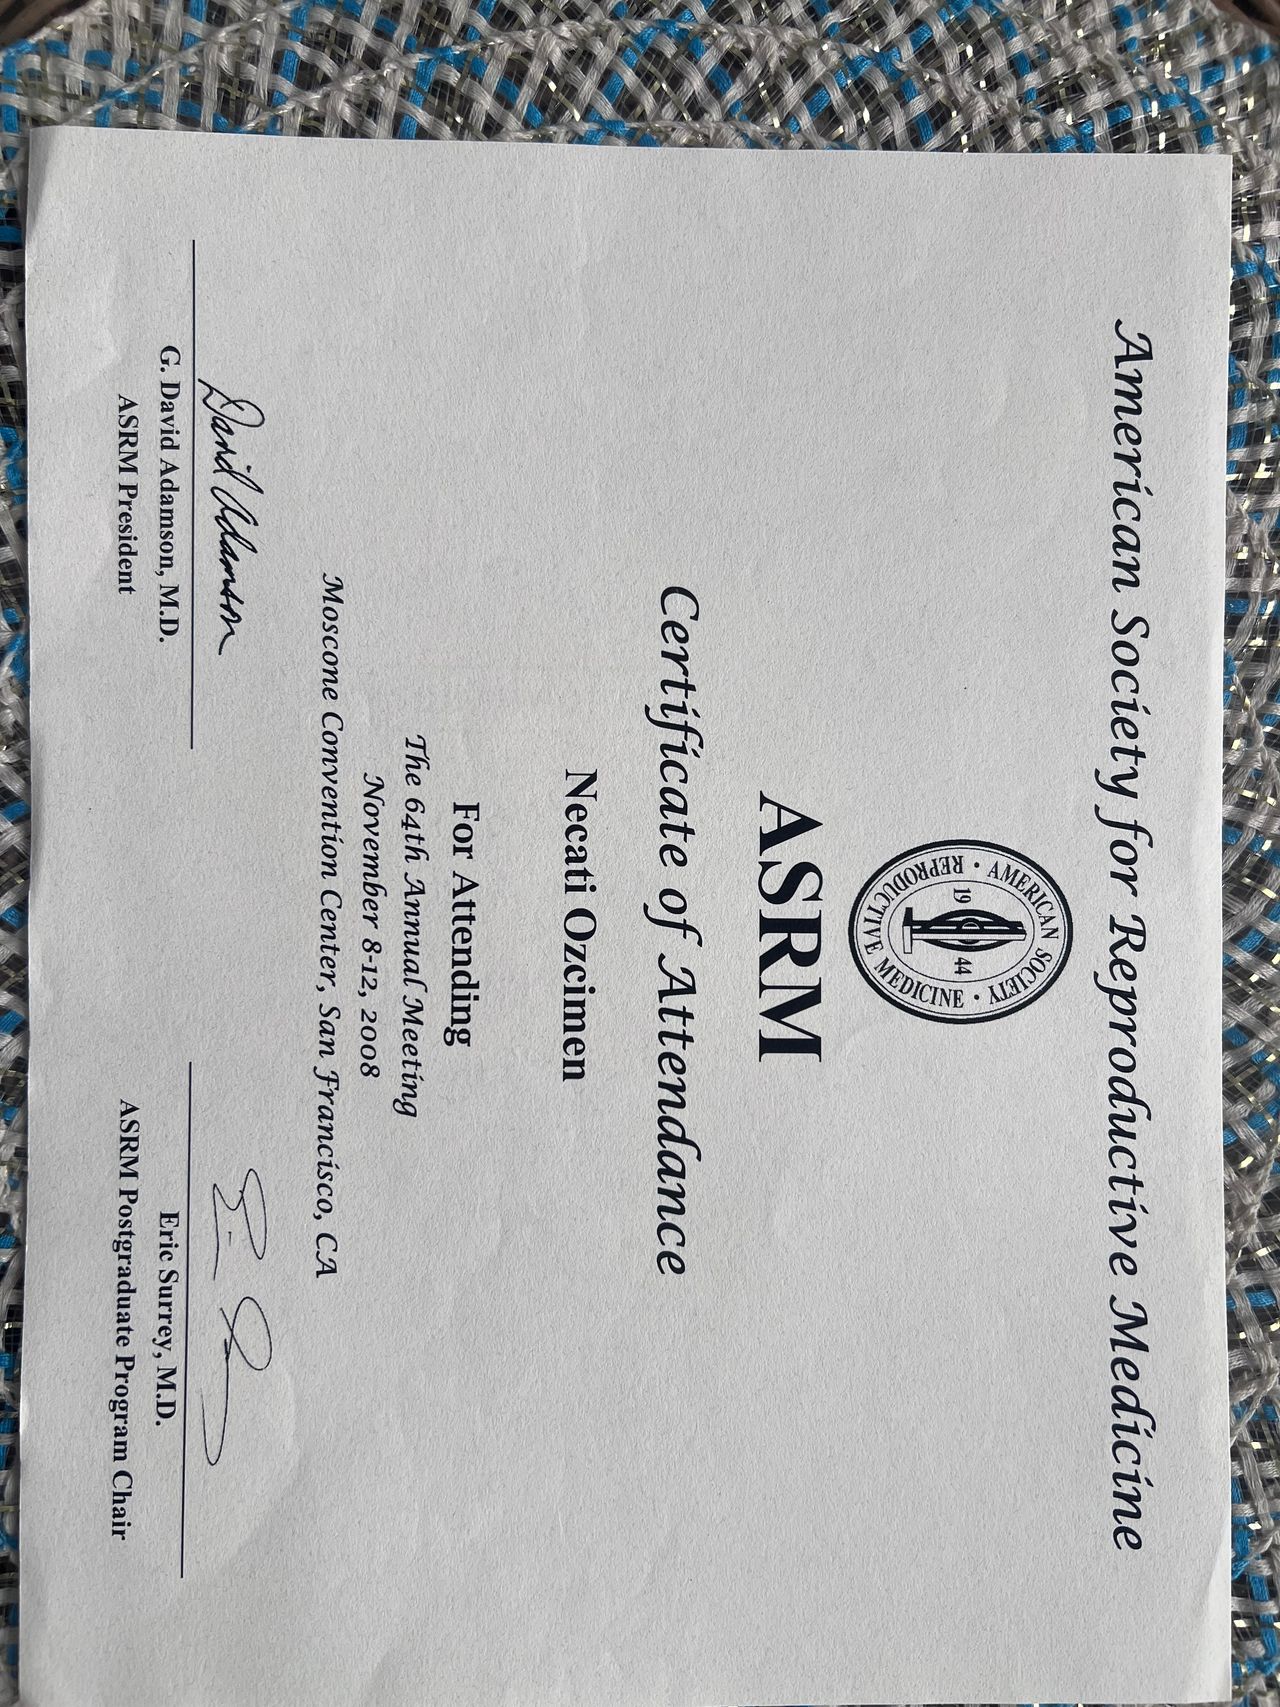 American Society for Reproductive Medicine
AMERICAN SOCIETY · REPRODUCTIVE MEDICINE ·
19 44
ASRM
Certificate of Attendance
Necati Ozcimen
For Attending
The 64th Annual Meeting
November 8-12, 2008
Moscone Convention Center, San Francisco, CA
David Adamson
G. David Adamson, M.D.
ASRM President
Eric Surrey, M.D.
ASRM Postgraduate Program Chair